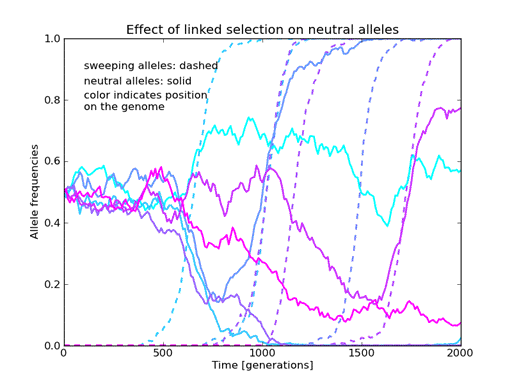 Effect of linked selection on neutral alleles
1.0
sweeping alleles: dashed
neutral alleles: solid
color indicates position
on the genome
0.8
0.6
0.4
0.2
0.0
Allele frequencies
0
500
1000
1500
2000
Time [generations]